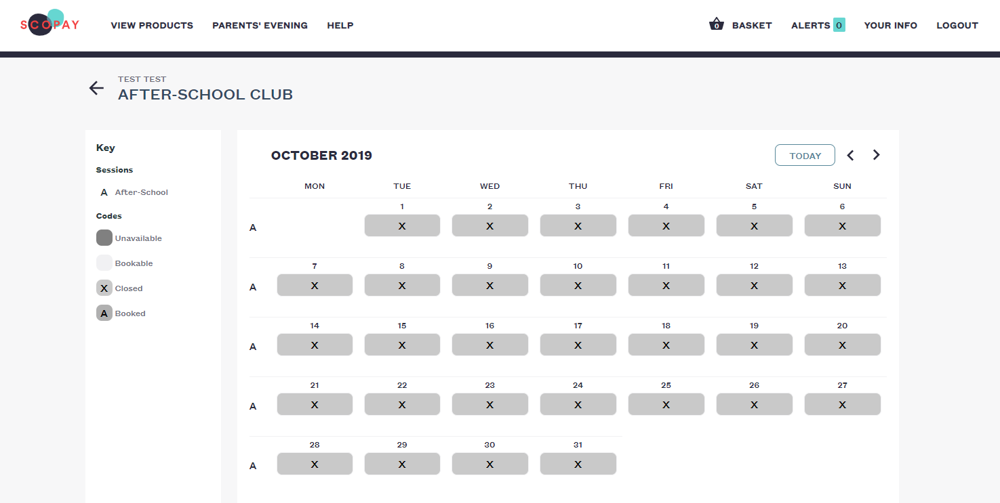 SCOPAY VIEW PRODUCTS PARENTS' EVENING HELP 0 BASKET ALERTS 0 YOUR INFO LOGOUT
TEST TEST
AFTER-SCHOOL CLUB
Key
Sessions
A After-School
Codes
Unavailable
Bookable
X Closed
A Booked
OCTOBER 2019 TODAY
MON TUE WED THU FRI SAT SUN
1 2 3 4 5 6
A X X X X X X
7 8 9 10 11 12 13
A X X X X X X X
14 15 16 17 18 19 20
A X X X X X X X
21 22 23 24 25 26 27
A X X X X X X X
28 29 30 31
A X X X X